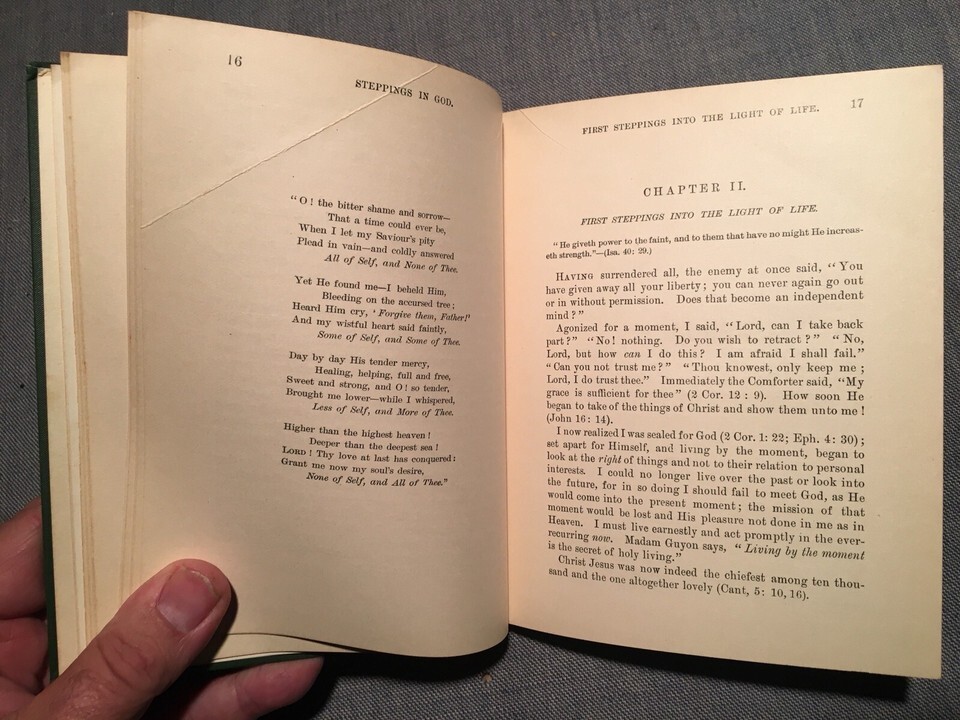 16
STEPPINGS IN GOD.
“O! the bitter shame and sorrow—
That a time could ever be,
When I let my Saviour's pity
Plead in vain—and coldly answered
All of Self, and None of Thee.
Yet He found me—I beheld Him,
Bleeding on the accursed tree;
Heard Him cry, ‘Forgive them, Father!’
And my wistful heart said faintly,
Some of Self, and Some of Thee.
Day by day His tender mercy,
Healing, helping, full and free,
Sweet and strong, and O! so tender,
Brought me lower—while I whispered,
Less of Self, and More of Thee.
Higher than the highest heaven!
Deeper than the deepest sea!
LORD! Thy love at last has conquered:
Grant me now my soul's desire,
None of Self, and All of Thee.”
FIRST STEPPINGS INTO THE LIGHT OF LIFE.
17
CHAPTER II.
FIRST STEPPINGS INTO THE LIGHT OF LIFE.
“He giveth power to the faint, and to them that have no might He increas-
eth strength.”—(Isa. 40: 29.)
HAVING surrendered all, the enemy at once said, “You
have given away all your liberty; you can never again go out
or in without permission. Does that become an independent
mind?”
Agonized for a moment, I said, “Lord, can I take back
part?” “No! nothing. Do you wish to retract?” “No,
Lord, but how can I do this? I am afraid I shall fail.”
“Can you not trust me?” “Thou knowest, only keep me;
Lord, I do trust thee.” Immediately the Comforter said, “My
grace is sufficient for thee” (2 Cor. 12: 9). How soon He
began to take of the things of Christ and show them unto me!
(John 16: 14).
I now realized I was sealed for God (2 Cor. 1: 22; Eph. 4: 30);
set apart for Himself, and living by the moment, began to
look at the right of things and not to their relation to personal
interests. I could no longer live over the past or look into
the future, for in so doing I should fail to meet God, as He
would come into the present moment; the mission of that
moment would be lost and His pleasure not done in me as in
Heaven. I must live earnestly and act promptly in the ever-
recurring now. Madam Guyon says, “Living by the moment
is the secret of holy living.”
Christ Jesus was now indeed the chiefest among ten thou-
sand and the one altogether lovely (Cant, 5: 10, 16).